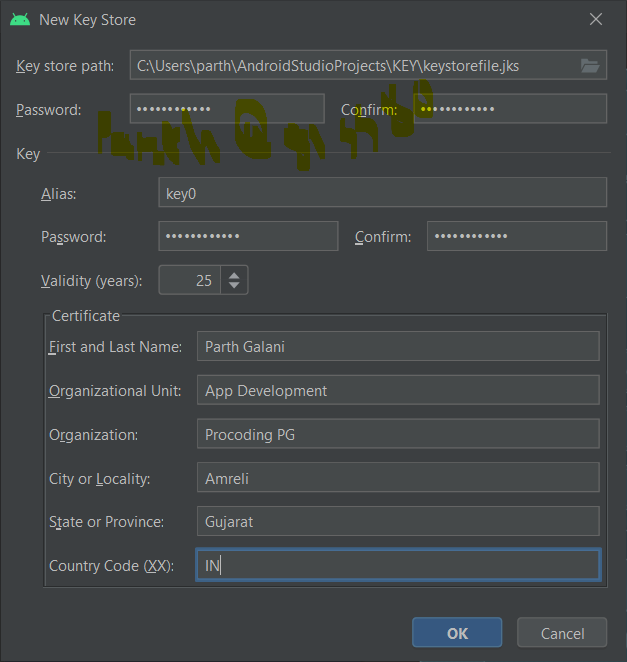 New Key Store
Key store path: C:\Users\parth\AndroidStudioProjects\KEY\keystorefile.jks
Password: •••••••••••• Confirm: ••••••••••••
Key
Alias: key0
Password: •••••••••••• Confirm: ••••••••••••
Validity (years): 25
Certificate
First and Last Name: Parth Galani
Organizational Unit: App Development
Organization: Procoding PG
City or Locality: Amreli
State or Province: Gujarat
Country Code (XX): IN
OK Cancel